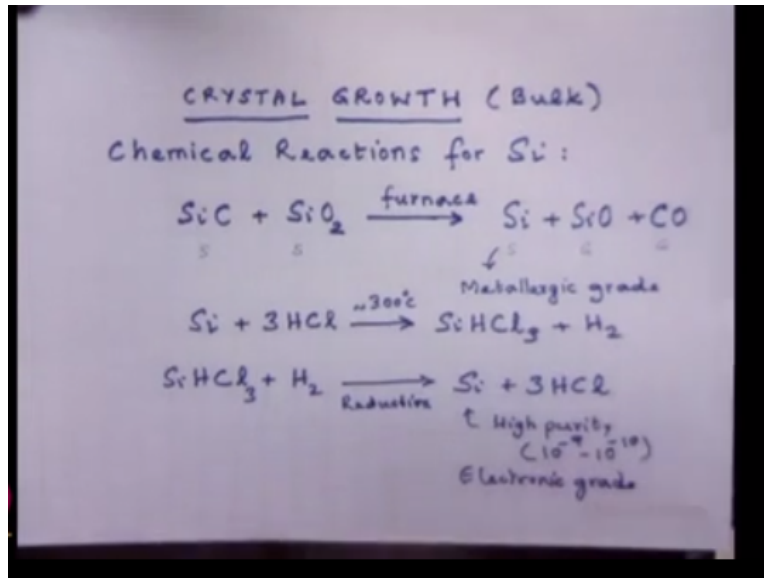 CRYSTAL GROWTH (Bulk)
Chemical Reactions for Si :
SiC + SiO₂ furnace → Si + SiO + CO
S S S G G
Metallurgic grade
Si + 3HCl ~300°C → SiHCl₃ + H₂
SiHCl₃ + H₂ Reduction → Si + 3HCl
↑ High purity
(10⁻⁹ - 10⁻¹⁰)
Electronic grade